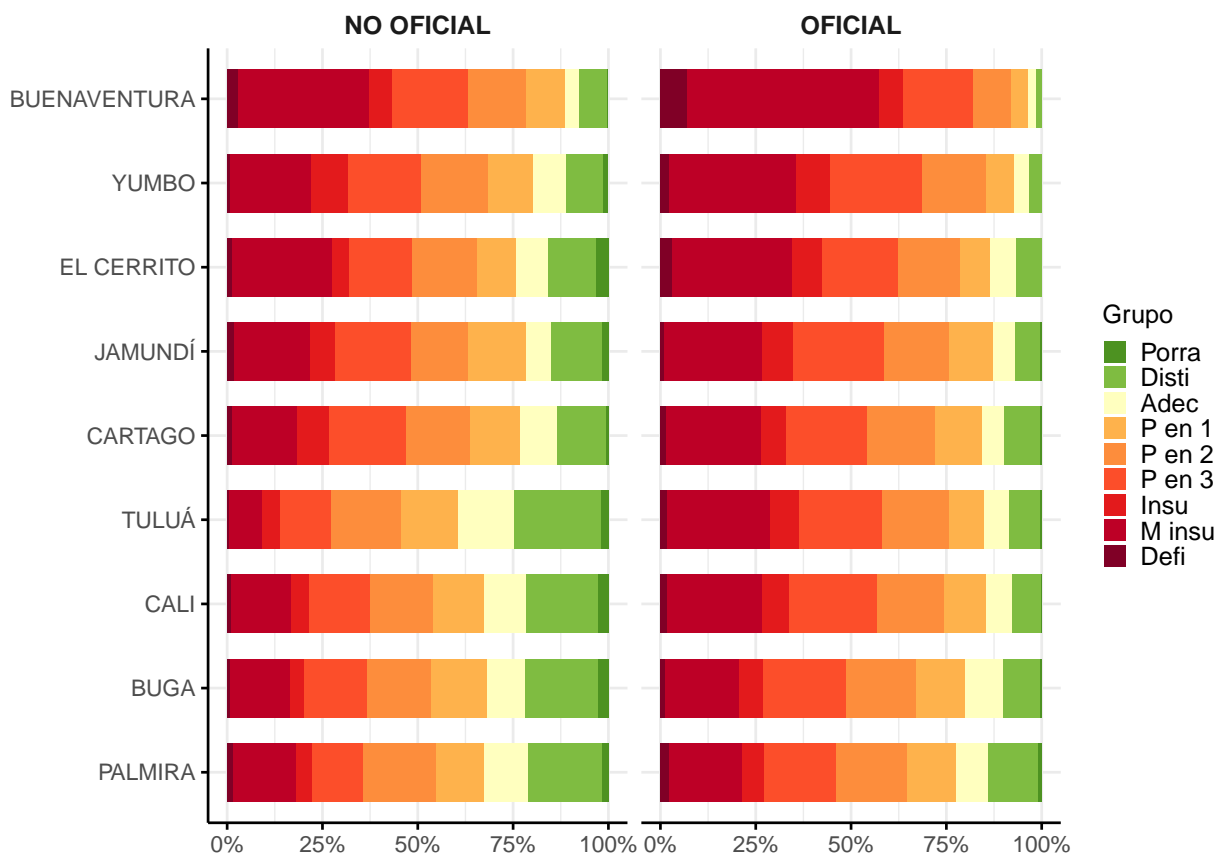 NO OFICIAL
OFICIAL
BUENAVENTURA
YUMBO
EL CERRITO
JAMUNDÍ
CARTAGO
TULUÁ
CALI
BUGA
PALMIRA
0% 25% 50% 75% 100%
0% 25% 50% 75% 100%
Grupo
Porra
Disti
Adec
P en 1
P en 2
P en 3
Insu
M insu
Defi